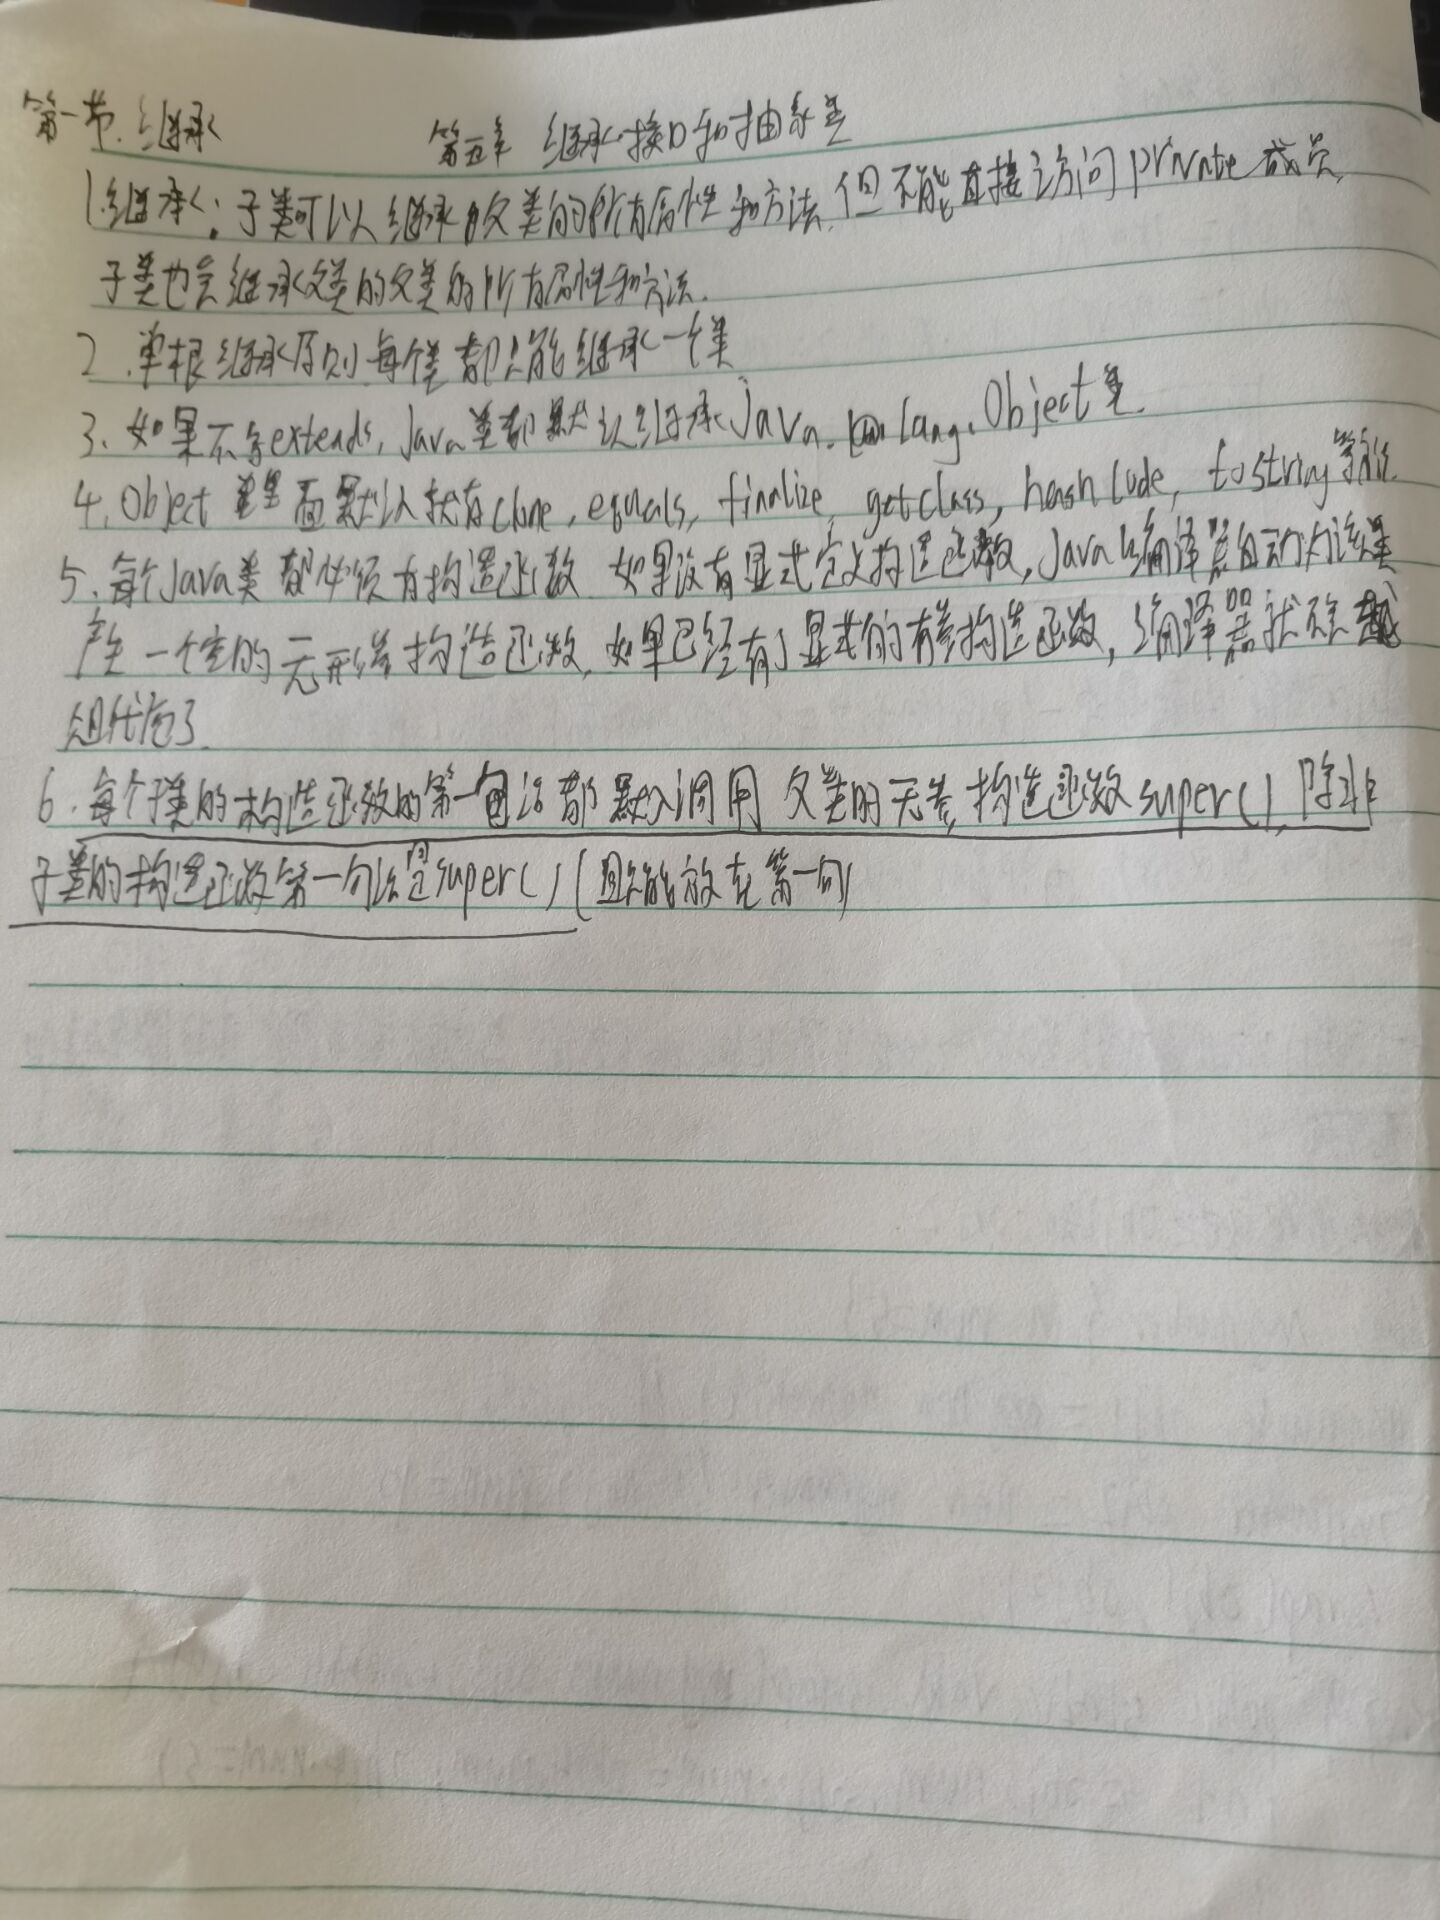 第五章 继承接口和抽象类
第一节.继承
1.继承:子类可以继承父类的所有属性和方法,但不能直接访问private成员,
子类也会继承父类的父类的所有属性和方法.
2.单根继承原则,每个类都只能继承一个类
3.如果不写extends,Java类都默认继承java.lang.Object类.
4.Object类里面默认就有clone,equals,finalize,getclass,hashCode,toString等方法
5.每个Java类都必须有构造函数.如果没有显式定义构造函数,Java编译器自动为该类
产生一个空的无形参构造函数,如果已经有了显式的有参构造函数,编译器就不会越
俎代庖了.
6.每个子类的构造函数的第一句话都默认调用父类的无参构造函数super(),除非
子类的构造函数第一句话是super() (且只能放在第一句)